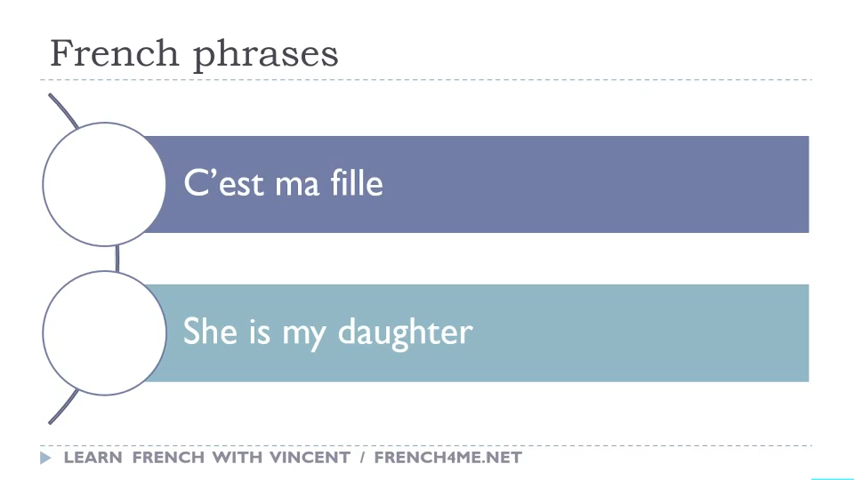 French phrases
C’est ma fille
She is my daughter
LEARN FRENCH WITH VINCENT / FRENCH4ME.NET